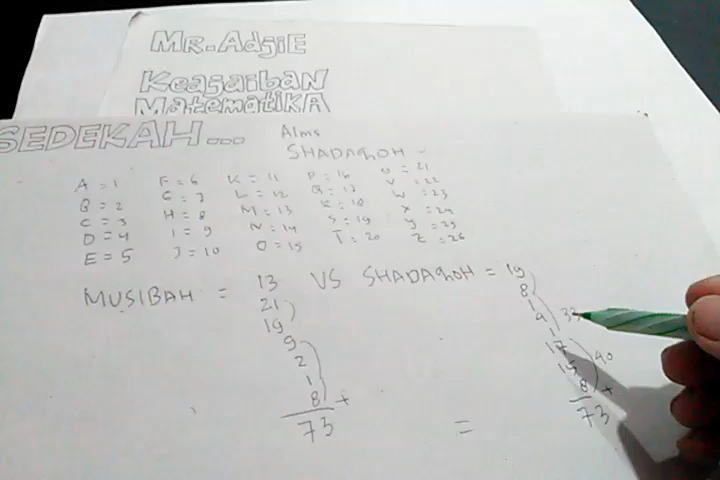 MR. AdjiE
Keajaiban
MatematiKA
SEDEKAH...
Alms
SHADAQOH -
A = 1 F = 6 K = 11 P = 16 U = 21
B = 2 G = 7 L = 12 Q = 17 V = 22
C = 3 H = 8 M = 13 R = 18 W = 23
D = 4 I = 9 N = 14 S = 19 X = 24
E = 5 J = 10 O = 15 T = 20 Y = 25
Z = 26
MUSIBAH = 13 VS SHADAQOH = 19
21 8
19 1
9 4 33
2 1
1 17
8 + 15 40
73 8 +
= 73